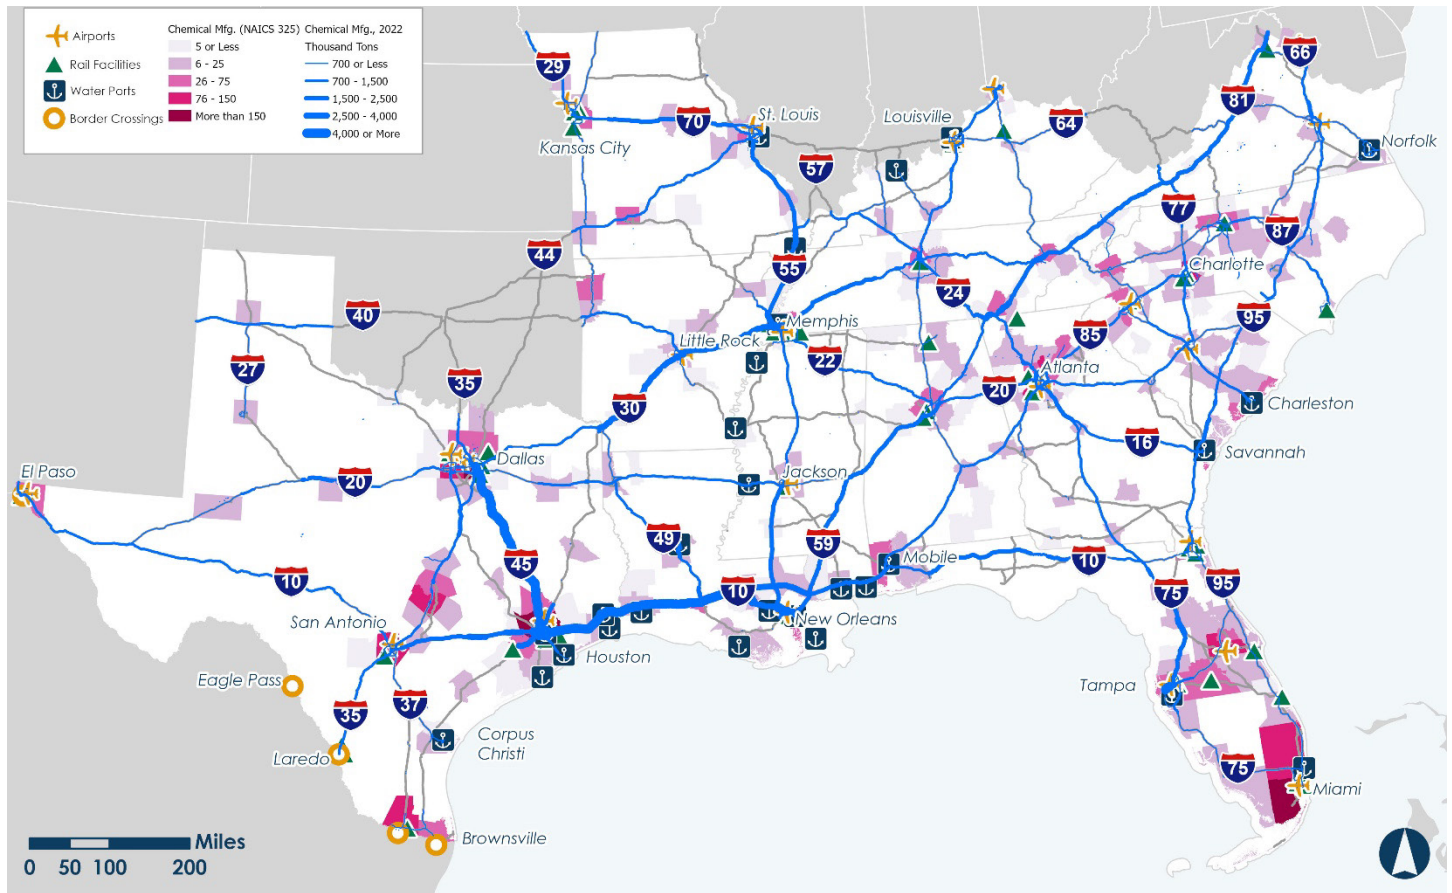 Airports
Rail Facilities
Water Ports
Border Crossings
Chemical Mfg. (NAICS 325)
5 or Less
6 - 25
26 - 75
76 - 150
More than 150
Chemical Mfg., 2022
Thousand Tons
700 or Less
700 - 1,500
1,500 - 2,500
2,500 - 4,000
4,000 or More
29
66
81
70
St. Louis
Louisville
64
Norfolk
Kansas City
57
77
87
44
55
Charlotte
24
40
95
Memphis
Little Rock
85
22
27
35
Atlanta
20
30
Charleston
16
Savannah
Dallas
El Paso
20
Jackson
49
59
45
Mobile
10
10
10
95
75
San Antonio
New Orleans
Houston
Eagle Pass
Tampa
37
35
Corpus
Christi
Laredo
75
Miami
Brownsville
Miles
0 50 100 200